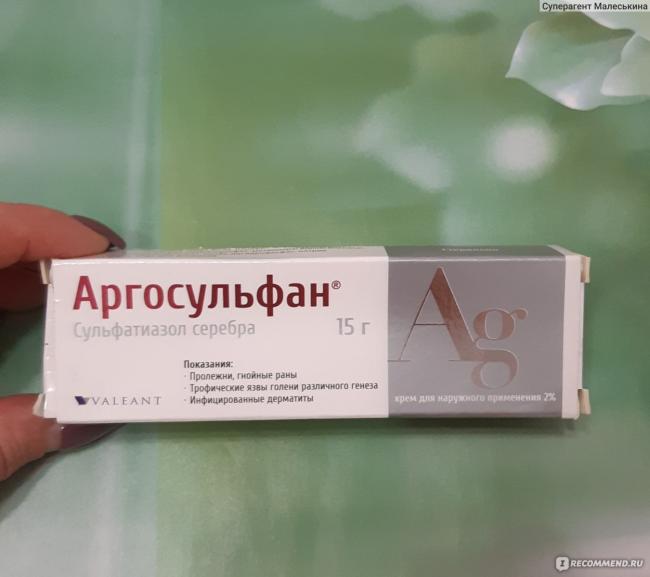 Суперагент Малеськина
Аргосульфан®
Сульфатиазол серебра 15 г
Показания:
· Пролежни, гнойные раны
· Трофические язвы голени различного генеза
· Инфицированные дерматиты
VALEANT
Ag
крем для наружного применения 2%
I RECOMMEND.RU